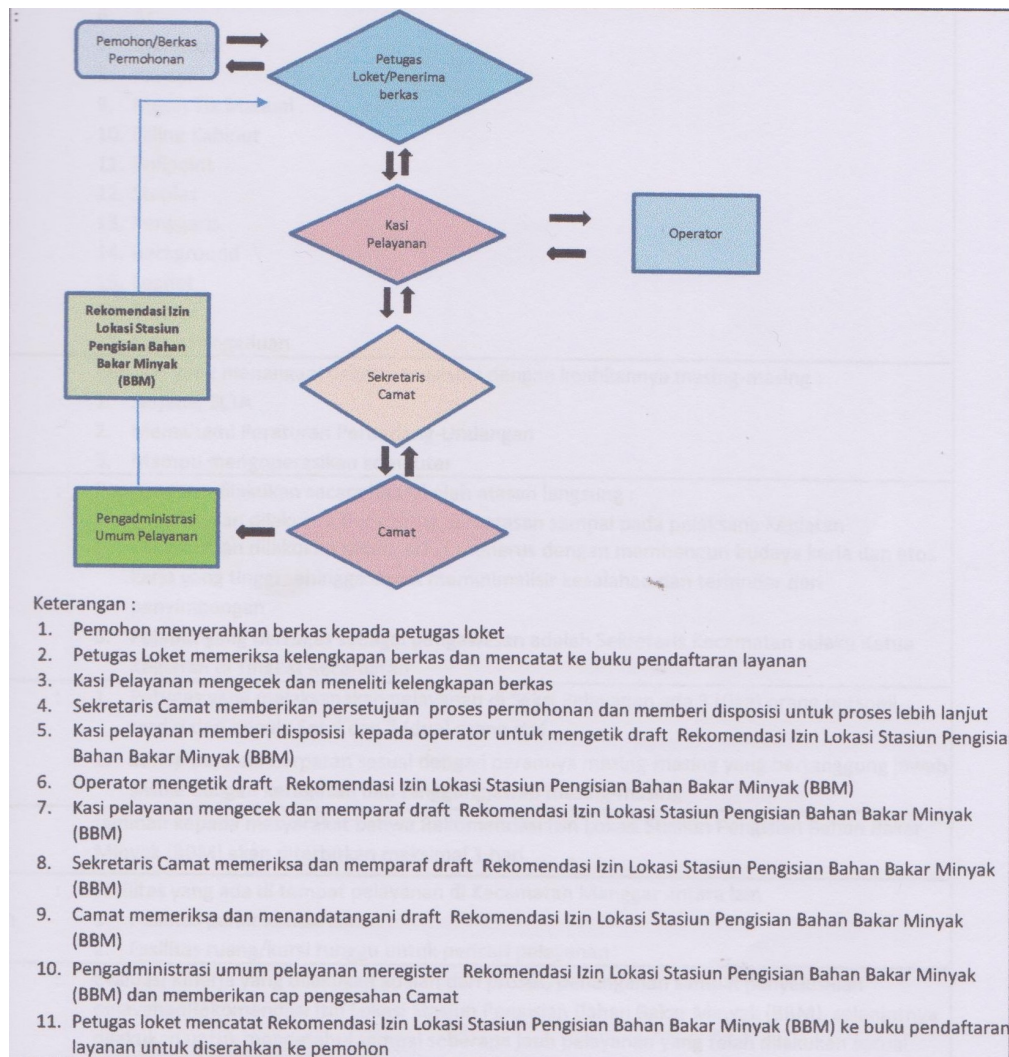 :
Pemohon/Berkas
Permohonan
Petugas
Loket/Penerima
berkas
Kasi
Pelayanan
Operator
Rekomendasi Izin
Lokasi Stasiun
Pengisian Bahan
Bakar Minyak
(BBM)
Sekretaris
Camat
Pengadministrasi
Umum Pelayanan
Camat
Keterangan :
1. Pemohon menyerahkan berkas kepada petugas loket
2. Petugas Loket memeriksa kelengkapan berkas dan mencatat ke buku pendaftaran layanan
3. Kasi Pelayanan mengecek dan meneliti kelengkapan berkas
4. Sekretaris Camat memberikan persetujuan proses permohonan dan memberi disposisi untuk proses lebih lanjut
5. Kasi pelayanan memberi disposisi kepada operator untuk mengetik draft Rekomendasi Izin Lokasi Stasiun Pengisia
Bahan Bakar Minyak (BBM)
6. Operator mengetik draft Rekomendasi Izin Lokasi Stasiun Pengisian Bahan Bakar Minyak (BBM)
7. Kasi pelayanan mengecek dan memparaf draft Rekomendasi Izin Lokasi Stasiun Pengisian Bahan Bakar Minyak
(BBM)
8. Sekretaris Camat memeriksa dan memparaf draft Rekomendasi Izin Lokasi Stasiun Pengisian Bahan Bakar Minyak
(BBM)
9. Camat memeriksa dan menandatangani draft Rekomendasi Izin Lokasi Stasiun Pengisian Bahan Bakar Minyak
(BBM)
10. Pengadministrasi umum pelayanan meregister Rekomendasi Izin Lokasi Stasiun Pengisian Bahan Bakar Minyak
(BBM) dan memberikan cap pengesahan Camat
11. Petugas loket mencatat Rekomendasi Izin Lokasi Stasiun Pengisian Bahan Bakar Minyak (BBM) ke buku pendaftaran
layanan untuk diserahkan ke pemohon